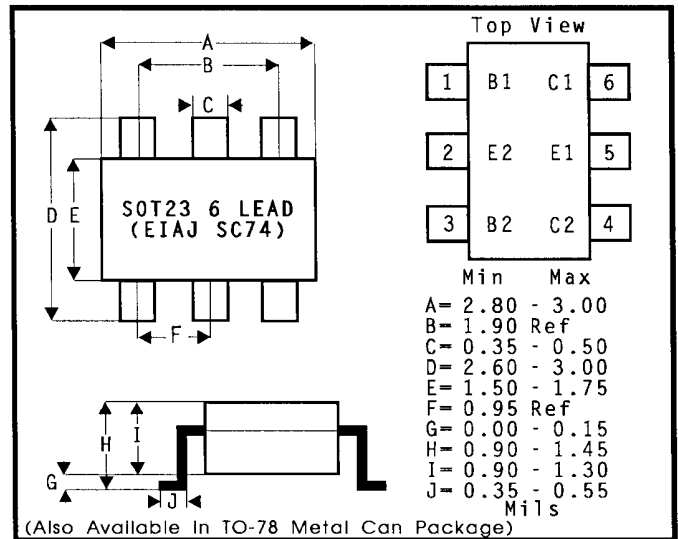 A
B
C
D
E
SOT23 6 LEAD
(EIAJ SC74)
F
H
I
G
J
Top View
1 B1 C1 6
2 E2 E1 5
3 B2 C2 4
Min Max
A= 2.80 - 3.00
B= 1.90 Ref
C= 0.35 - 0.50
D= 2.60 - 3.00
E= 1.50 - 1.75
F= 0.95 Ref
G= 0.00 - 0.15
H= 0.90 - 1.45
I= 0.90 - 1.30
J= 0.35 - 0.55
Mils
(Also Available in TO-78 Metal Can Package)